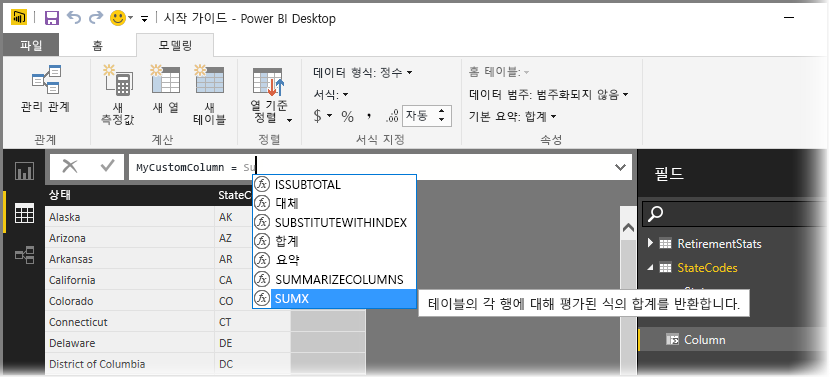 시작 가이드 - Power BI Desktop
파일 홈 모델링
관리 관계
새 측정값
새 열
새 테이블
열 기준 정렬
데이터 형식: 정수
서식:
$ % , .00 자동
홈 테이블:
데이터 범주: 범주화되지 않음
기본 요약: 합계
관계 계산 정렬 서식 지정 속성
MyCustomColumn = Su
필드
상태 StateC
ISSUBTOTAL
대체
SUBSTITUTEWITHINDEX
합계
요약
SUMMARIZECOLUMNS
SUMX
테이블의 각 행에 대해 평가된 식의 합계를 반환합니다.
Alaska AK
Arizona AZ
Arkansas AR
California CA
Colorado CO
Connecticut CT
Delaware DE
District of Columbia DC
RetirementStats
StateCodes
Column